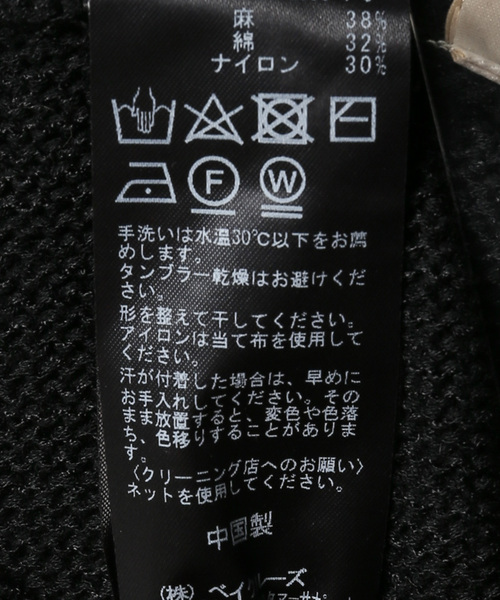 麻 38%
綿 32%
ナイロン 30%
F W
手洗いは水温30℃以下をお薦
めします。
タンブラー乾燥はお避けくだ
さい。
形を整えて干してください。
アイロンは当て布を使用して
ください。
汗が付着した場合は、早めに
お手入れしてください。その
まま放置すると、変色や色落
ち、色移りすることがありま
す。
〈クリーニング店へのお願い〉
ネットを使用してください。
中国製
(株) ベイクルーズ